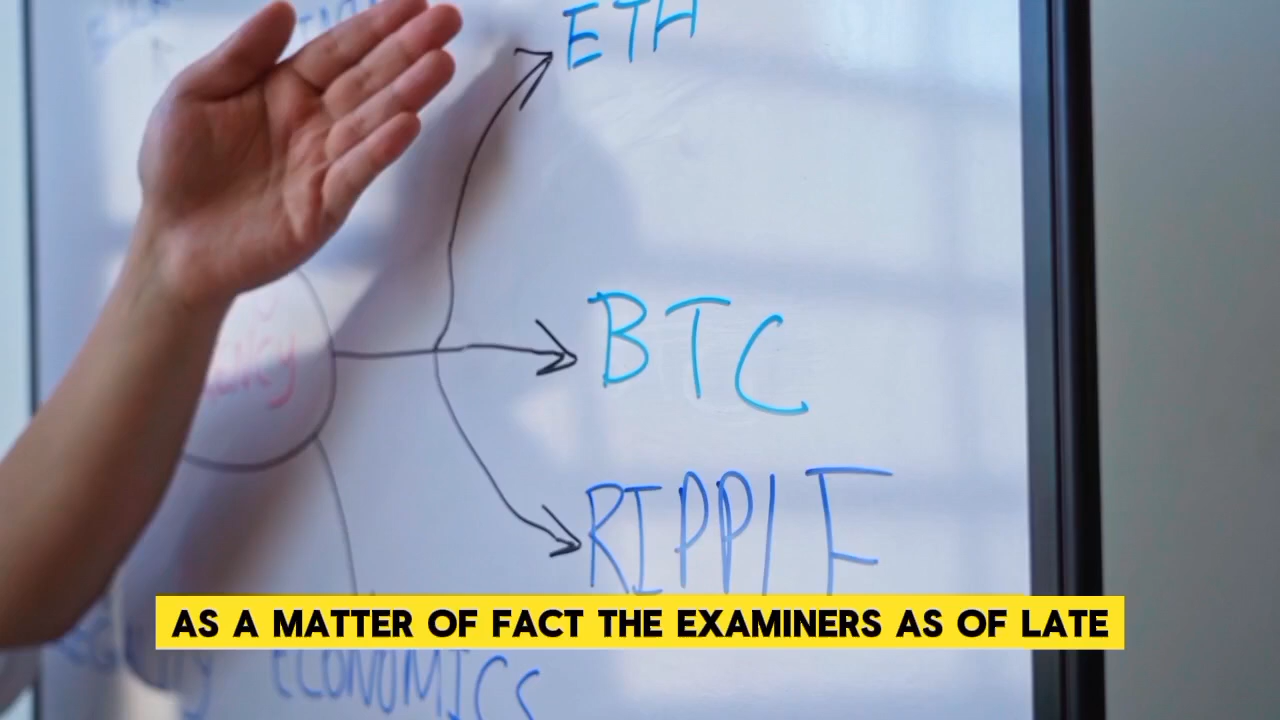 ETH
BTC
RIPPLE
AS A MATTER OF FACT THE EXAMINERS AS OF LATE
ECONOMICS